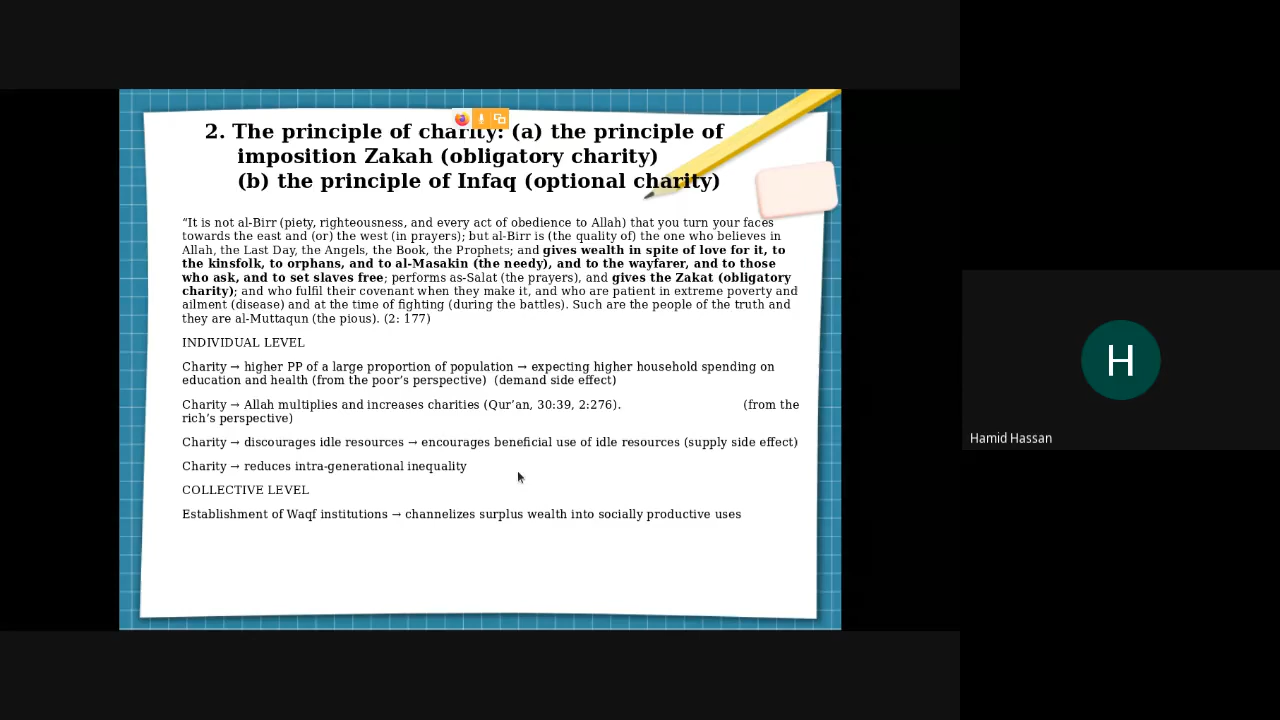 2. The principle of charity: (a) the principle of
imposition Zakah (obligatory charity)
(b) the principle of Infaq (optional charity)
“It is not al-Birr (piety, righteousness, and every act of obedience to Allah) that you turn your faces
towards the east and (or) the west (in prayers); but al-Birr is (the quality of) the one who believes in
Allah, the Last Day, the Angels, the Book, the Prophets; and gives wealth in spite of love for it, to
the kinsfolk, to orphans, and to al-Masakin (the needy), and to the wayfarer, and to those
who ask, and to set slaves free; performs as-Salat (the prayers), and gives the Zakat (obligatory
charity); and who fulfil their covenant when they make it, and who are patient in extreme poverty and
ailment (disease) and at the time of fighting (during the battles). Such are the people of the truth and
they are al-Muttaqun (the pious). (2: 177)
INDIVIDUAL LEVEL
Charity → higher PP of a large proportion of population → expecting higher household spending on
education and health (from the poor’s perspective) (demand side effect)
Charity → Allah multiplies and increases charities (Qur’an, 30:39, 2:276). (from the
rich’s perspective)
Charity → discourages idle resources → encourages beneficial use of idle resources (supply side effect)
Charity → reduces intra-generational inequality
COLLECTIVE LEVEL
Establishment of Waqf institutions → channelizes surplus wealth into socially productive uses
H
Hamid Hassan